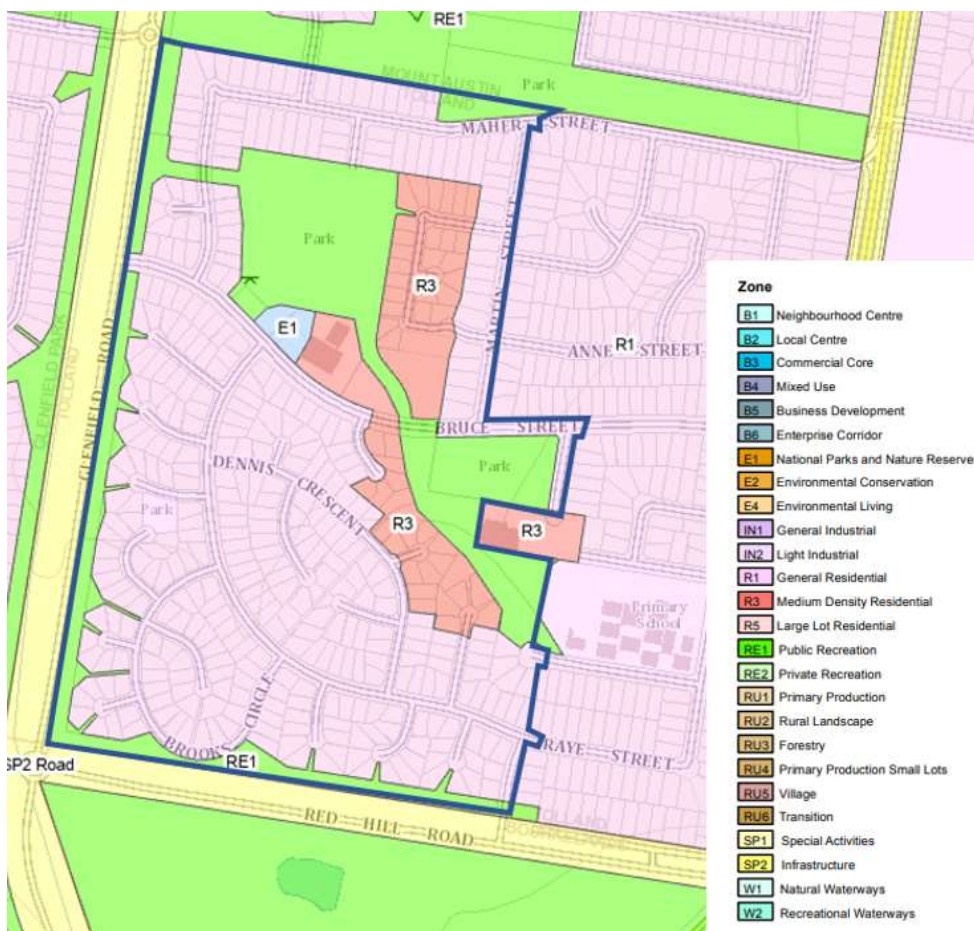 RE1
MOUNT AUSTIN
TOLLAND
Park
MAHER STREET
Park
R3
MARTIN STREET
E1
R1
ANNE STREET
GLENFIELD PARK
TOLLAND
GLENFIELD ROAD
BRUCE STREET
DENNIS CRESCENT
Park
Park
R3
R3
Primary
School
BROOKS CIRCLE
RE1
RAYE STREET
SP2 Road
RED HILL ROAD
TOLLAND
Zone
B1 Neighbourhood Centre
B2 Local Centre
B3 Commercial Core
B4 Mixed Use
B5 Business Development
B6 Enterprise Corridor
E1 National Parks and Nature Reserve
E2 Environmental Conservation
E4 Environmental Living
IN1 General Industrial
IN2 Light Industrial
R1 General Residential
R3 Medium Density Residential
R5 Large Lot Residential
RE1 Public Recreation
RE2 Private Recreation
RU1 Primary Production
RU2 Rural Landscape
RU3 Forestry
RU4 Primary Production Small Lots
RU5 Village
RU6 Transition
SP1 Special Activities
SP2 Infrastructure
W1 Natural Waterways
W2 Recreational Waterways